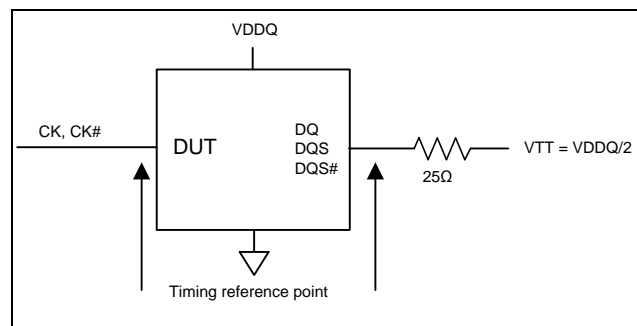 VDDQ
CK, CK#
DUT
DQ
DQS
DQS#
25Ω
VTT = VDDQ/2
Timing reference point